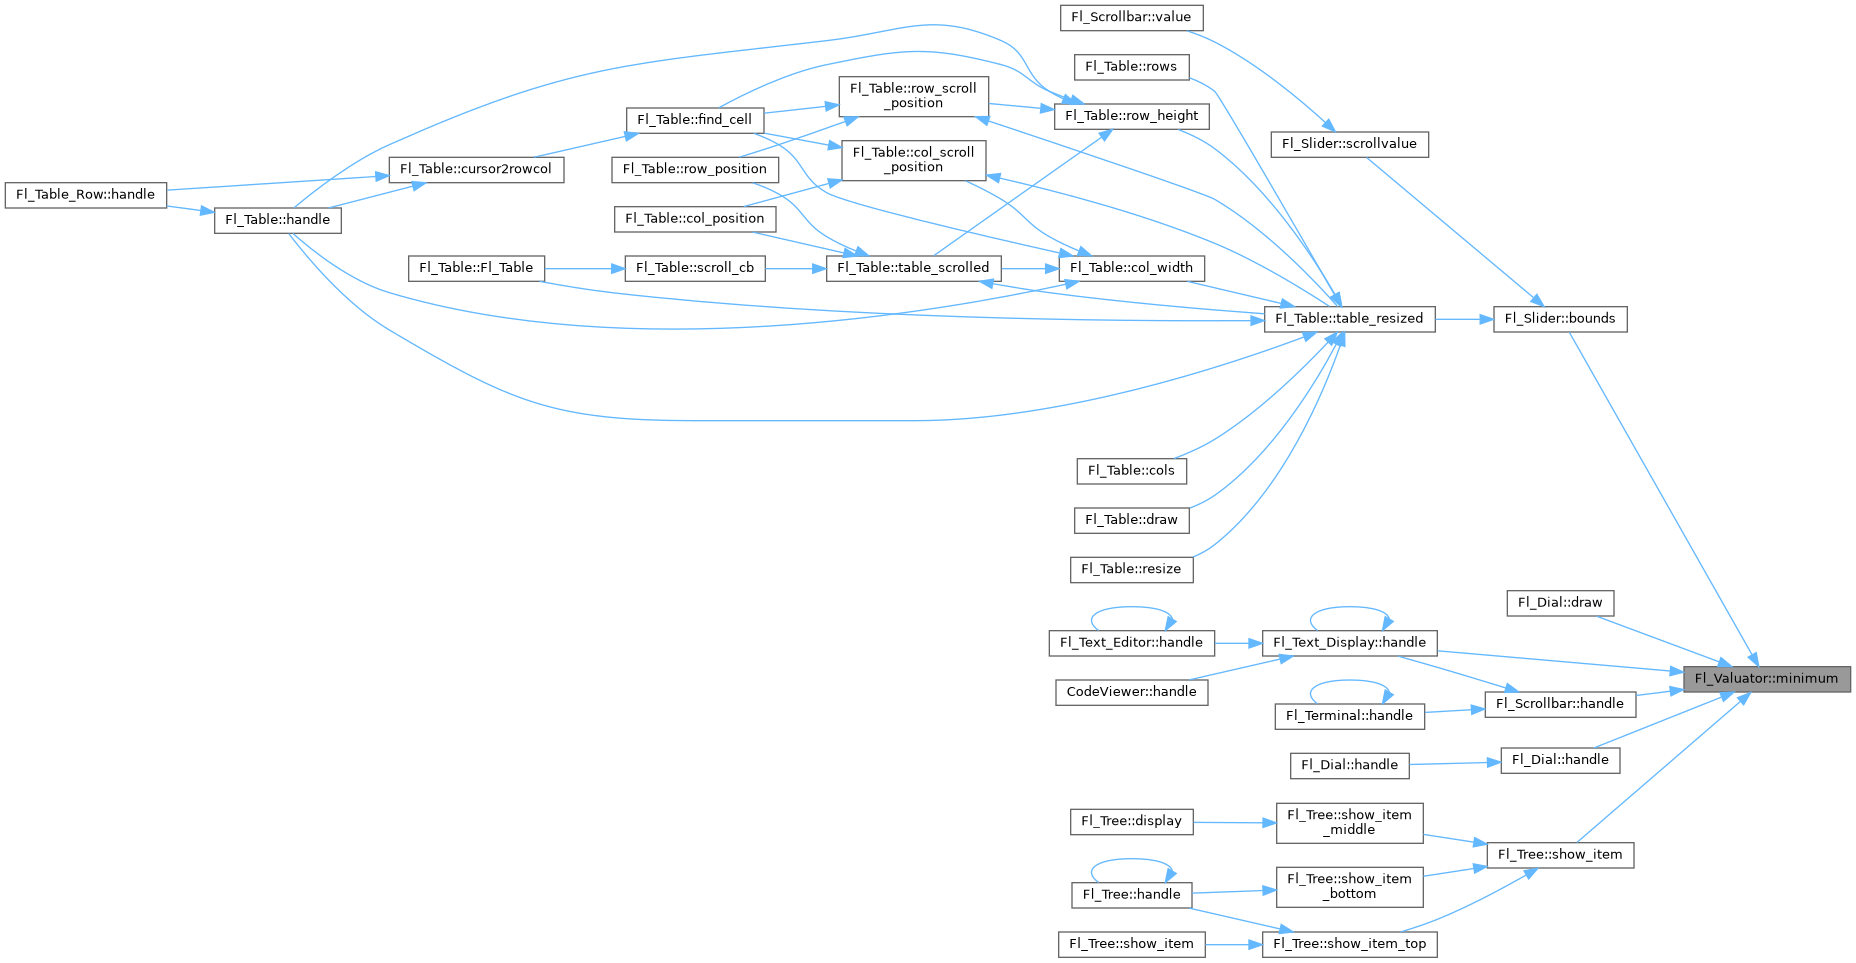 Fl_Scrollbar::value
Fl_Table::rows
Fl_Table::row_scroll
_position
Fl_Table::row_height
Fl_Table::find_cell
Fl_Slider::scrollvalue
Fl_Table::col_scroll
_position
Fl_Table::cursor2rowcol
Fl_Table::row_position
Fl_Table_Row::handle
Fl_Table::handle
Fl_Table::col_position
Fl_Table::Fl_Table
Fl_Table::scroll_cb
Fl_Table::table_scrolled
Fl_Table::col_width
Fl_Table::table_resized
Fl_Slider::bounds
Fl_Table::cols
Fl_Table::draw
Fl_Table::resize
Fl_Dial::draw
Fl_Text_Editor::handle
Fl_Text_Display::handle
Fl_Valuator::minimum
CodeViewer::handle
Fl_Scrollbar::handle
Fl_Terminal::handle
Fl_Dial::handle
Fl_Dial::handle
Fl_Tree::display
Fl_Tree::show_item
_middle
Fl_Tree::show_item
Fl_Tree::show_item
_bottom
Fl_Tree::handle
Fl_Tree::show_item
Fl_Tree::show_item_top